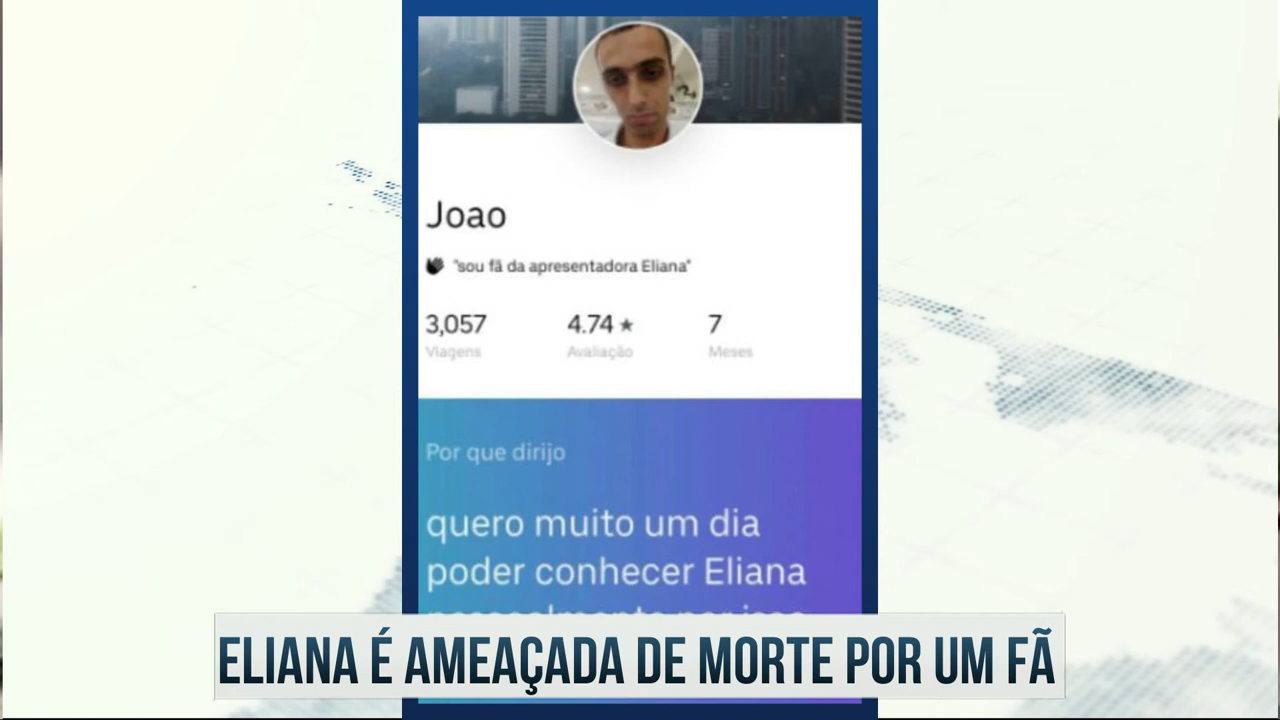 Joao
"sou fã da apresentadora Eliana"
3,057 4.74 ★ 7
Viagens Avaliação Meses
Por que dirijo
quero muito um dia
poder conhecer Eliana
ELIANA É AMEAÇADA DE MORTE POR UM FÃ